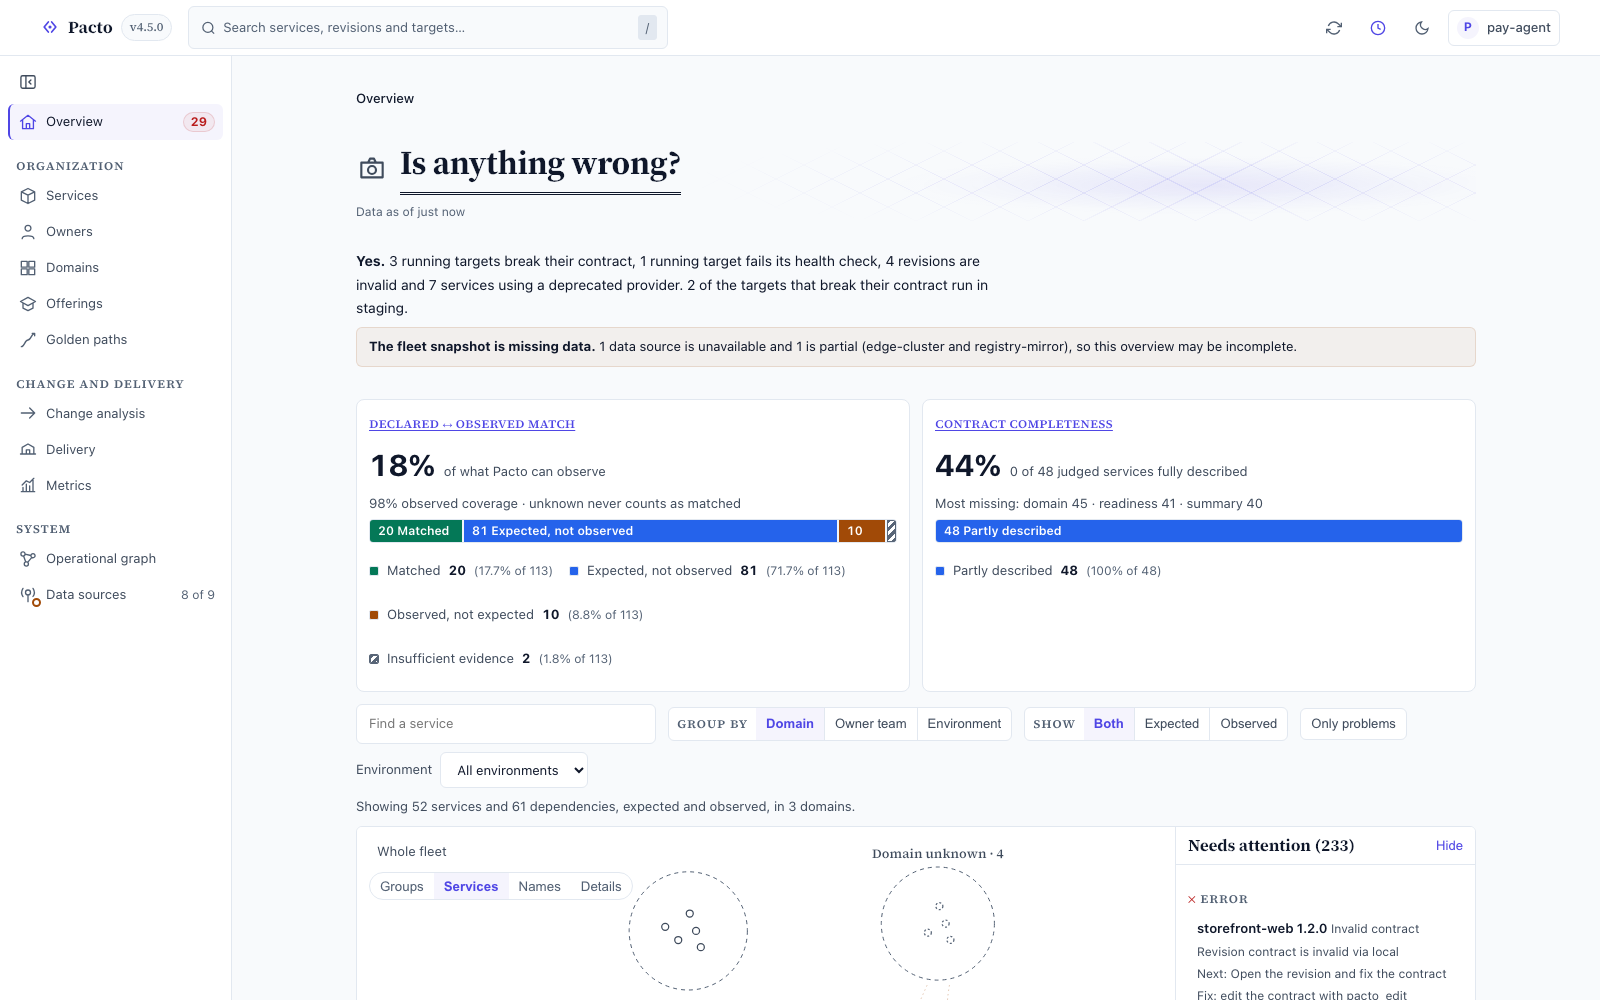 Pacto
v4.5.0
Search services, revisions and targets...
/
P
pay-agent
Overview
29
ORGANIZATION
Services
Owners
Domains
Offerings
Golden paths
CHANGE AND DELIVERY
Change analysis
Delivery
Metrics
SYSTEM
Operational graph
Data sources
8 of 9
Overview
Is anything wrong?
Data as of just now
Yes. 3 running targets break their contract, 1 running target fails its health check, 4 revisions are
invalid and 7 services using a deprecated provider. 2 of the targets that break their contract run in
staging.
The fleet snapshot is missing data. 1 data source is unavailable and 1 is partial (edge-cluster and registry-mirror), so this overview may be incomplete.
DECLARED ↔ OBSERVED MATCH
18% of what Pacto can observe
98% observed coverage · unknown never counts as matched
20 Matched
81 Expected, not observed
10
Matched 20 (17.7% of 113)
Expected, not observed 81 (71.7% of 113)
Observed, not expected 10 (8.8% of 113)
Insufficient evidence 2 (1.8% of 113)
CONTRACT COMPLETENESS
44% 0 of 48 judged services fully described
Most missing: domain 45 · readiness 41 · summary 40
48 Partly described
Partly described 48 (100% of 48)
Find a service
GROUP BY Domain Owner team Environment
SHOW Both Expected Observed
Only problems
Environment All environments
Showing 52 services and 61 dependencies, expected and observed, in 3 domains.
Whole fleet
Groups Services Names Details
Domain unknown · 4
Needs attention (233)
Hide
ERROR
storefront-web 1.2.0 Invalid contract
Revision contract is invalid via local
Next: Open the revision and fix the contract
Fix: edit the contract with pacto_edit